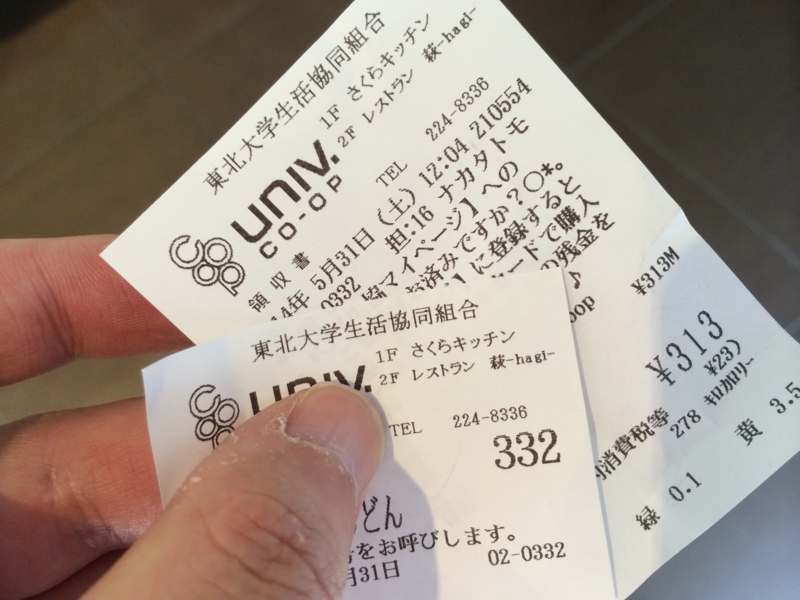 東北大学生活協同組合
univ.
CO-OP
coop
1F さくらキッチン
2F レストラン 萩-hagi-
TEL 224-8336
領収書
14年 5月31日(土) 12:04 210554
0332 担:16 ナカタトモ
協マイページ】への
お済みですか?○*。
】に登録すると
ードで購入
の残金を
♪
oop
¥313M
¥313
¥23)
消費税等
278 キロカロリー
緑 0.1 黄 3.5
東北大学生活協同組合
univ.
coop
1F さくらキッチン
2F レストラン 萩-hagi-
TEL 224-8336
332
どん
をお呼びします。
月31日 02-0332